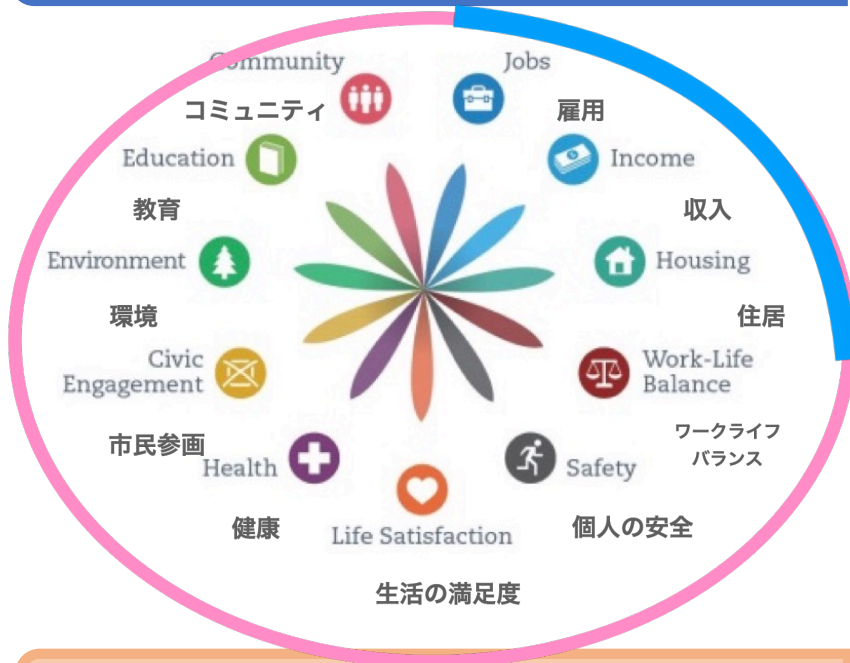 Community
コミュニティ
Jobs
雇用
Education
教育
Income
収入
Environment
環境
Housing
住居
Civic
Engagement
市民参画
Work-Life
Balance
ワークライフ
バランス
Health
健康
Safety
個人の安全
Life Satisfaction
生活の満足度